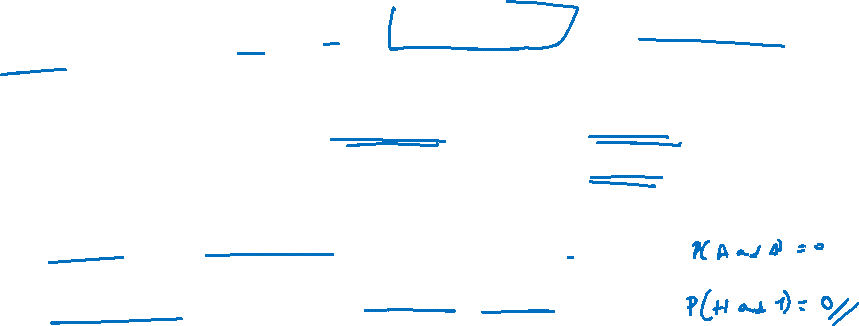 P(A and A') = 0
P(H and T) = 0//